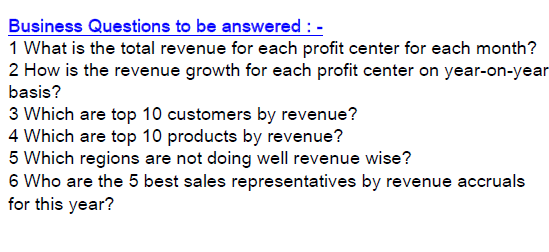 Business Questions to be answered : -
1 What is the total revenue for each profit center for each month?
2 How is the revenue growth for each profit center on year-on-year
basis?
3 Which are top 10 customers by revenue?
4 Which are top 10 products by revenue?
5 Which regions are not doing well revenue wise?
6 Who are the 5 best sales representatives by revenue accruals
for this year?